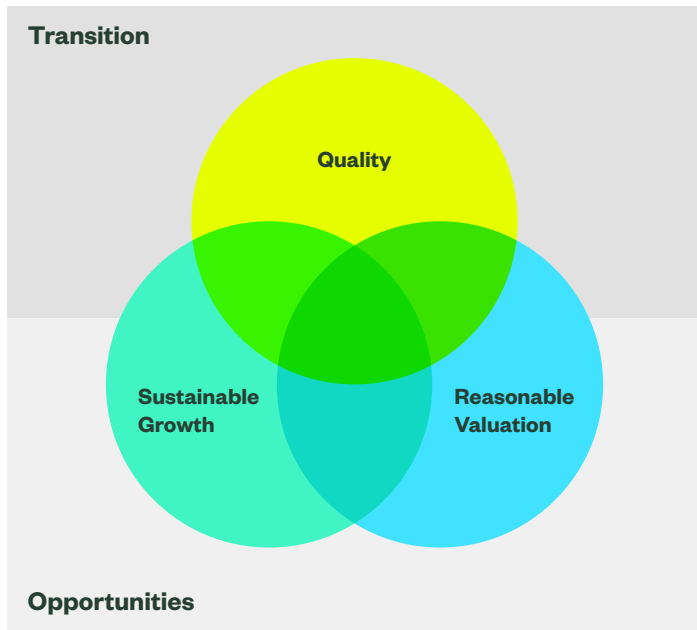 Transition
Quality
Sustainable
Growth
Reasonable
Valuation
Opportunities